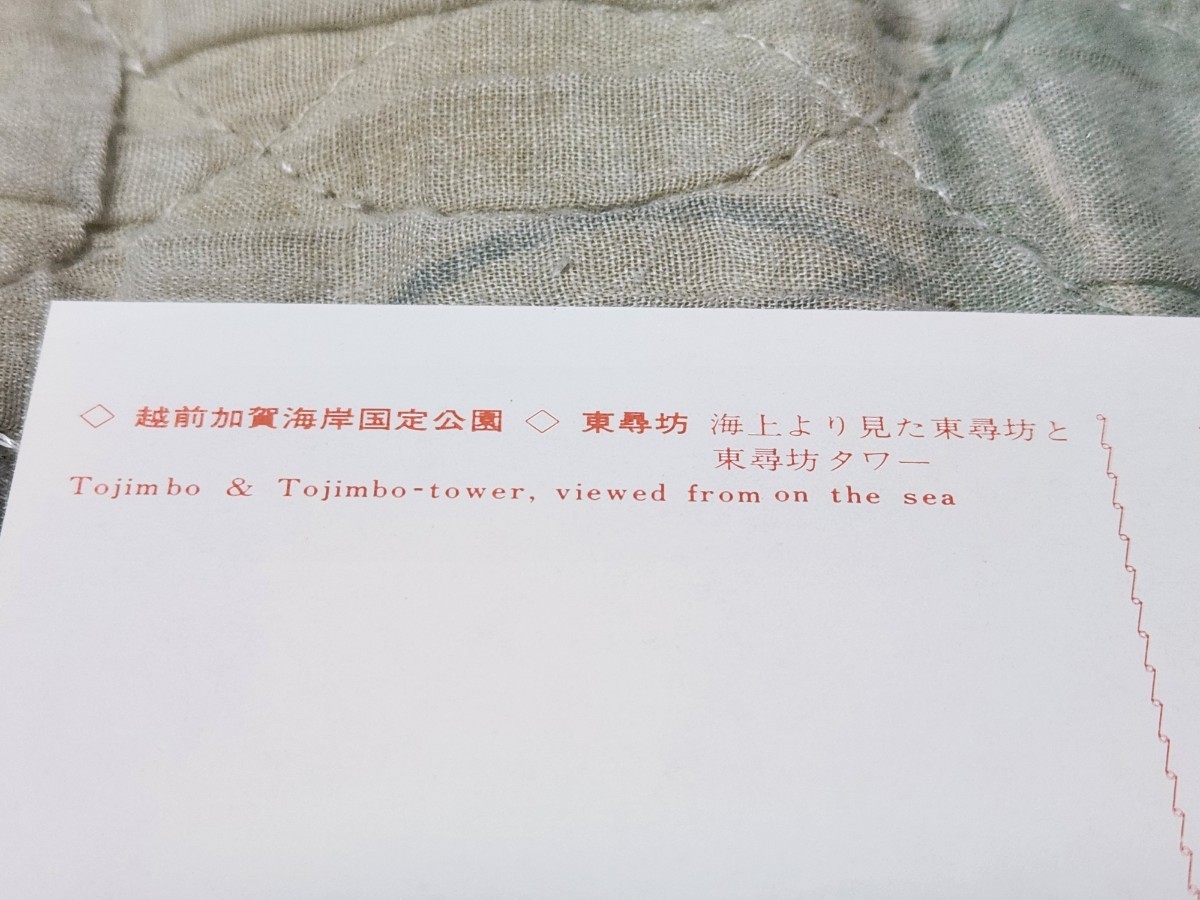 ◇ 越前加賀海岸国定公園 ◇ 東尋坊 海上より見た東尋坊と
東尋坊タワー
Tojimbo & Tojimbo-tower, viewed from on the sea